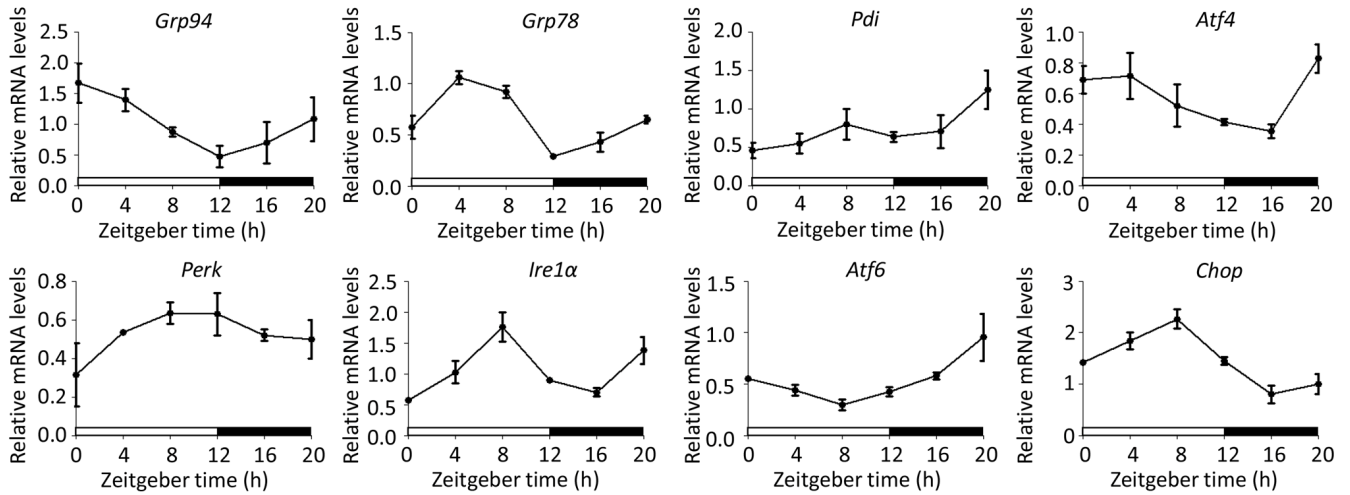 Grp94
Relative mRNA levels
2.5
2.0
1.5
1.0
0.5
0.0
0 4 8 12 16 20
Zeitgeber time (h)
Grp78
Relative mRNA levels
1.5
1.0
0.5
0.0
0 4 8 12 16 20
Zeitgeber time (h)
Pdi
Relative mRNA levels
2.0
1.5
1.0
0.5
0.0
0 4 8 12 16 20
Zeitgeber time (h)
Atf4
Relative mRNA levels
1.0
0.8
0.6
0.4
0.2
0.0
0 4 8 12 16 20
Zeitgeber time (h)
Perk
Relative mRNA levels
0.8
0.6
0.4
0.2
0.0
0 4 8 12 16 20
Zeitgeber time (h)
Ire1α
Relative mRNA levels
2.5
2.0
1.5
1.0
0.5
0.0
0 4 8 12 16 20
Zeitgeber time (h)
Atf6
Relative mRNA levels
1.5
1.0
0.5
0.0
0 4 8 12 16 20
Zeitgeber time (h)
Chop
Relative mRNA levels
3
2
1
0
0 4 8 12 16 20
Zeitgeber time (h)